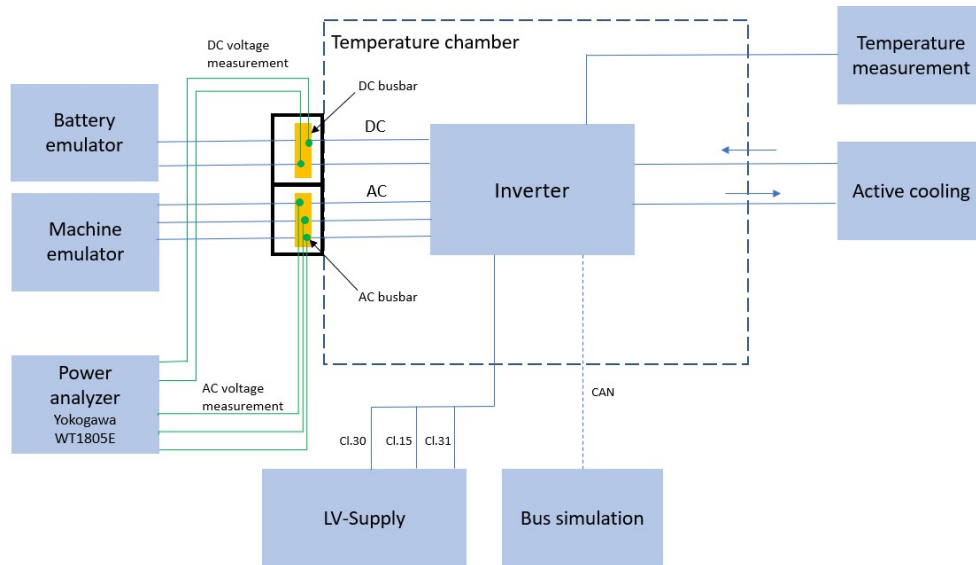 DC voltage
measurement
Temperature chamber
Temperature
measurement
DC busbar
Battery
emulator
DC
Inverter
Active cooling
AC
Machine
emulator
AC busbar
Power
analyzer
Yokogawa
WT1805E
AC voltage
measurement
CAN
Cl.30
Cl.15
Cl.31
LV-Supply
Bus simulation